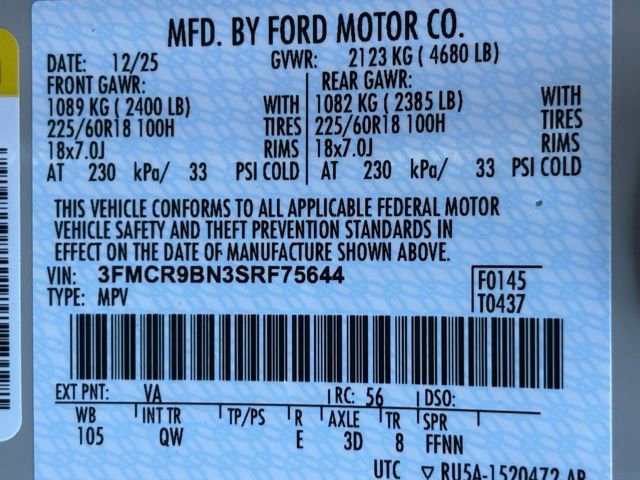 MFD. BY FORD MOTOR CO.
DATE: 12/25 GVWR: 2123 KG ( 4680 LB)
FRONT GAWR: REAR GAWR:
1089 KG ( 2400 LB) WITH 1082 KG ( 2385 LB) WITH
225/60R18 100H TIRES 225/60R18 100H TIRES
18x7.0J RIMS 18x7.0J RIMS
AT 230 kPa/ 33 PSI COLD AT 230 kPa/ 33 PSI COLD
THIS VEHICLE CONFORMS TO ALL APPLICABLE FEDERAL MOTOR
VEHICLE SAFETY AND THEFT PREVENTION STANDARDS IN
EFFECT ON THE DATE OF MANUFACTURE SHOWN ABOVE.
VIN: 3FMCR9BN3SRF75644 F0145
TYPE: MPV T0437
EXT PNT: VA RC: 56 DSO:
WB INT TR TP/PS R AXLE TR SPR
105 QW E 3D 8 FFNN
UTC ▽ RU5A-1520472-AB